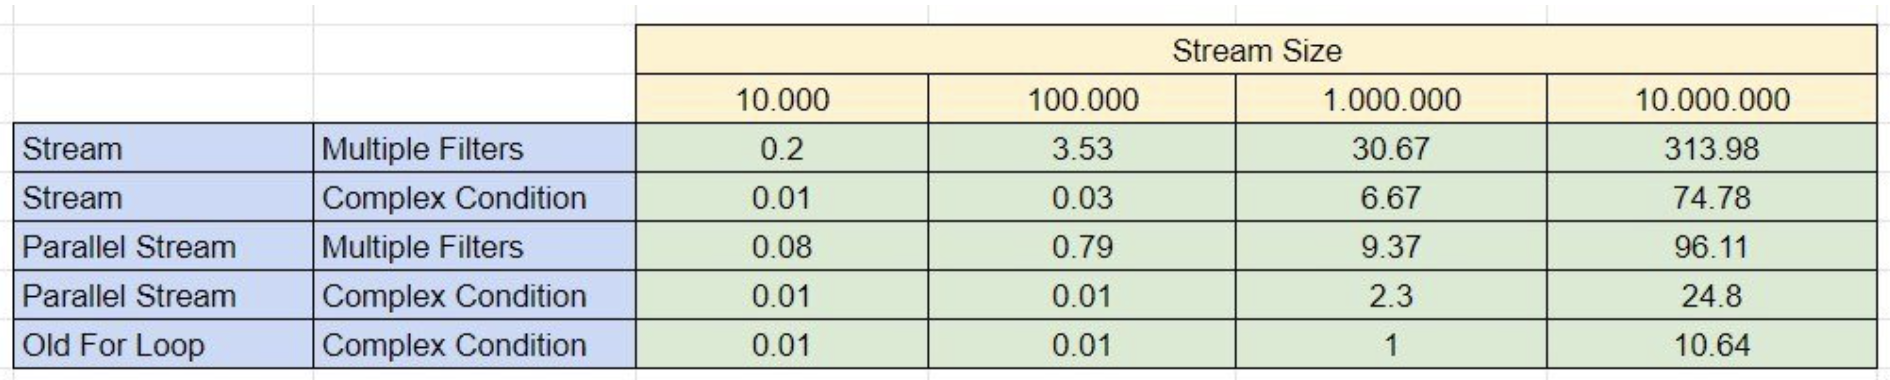 Stream Size
10.000 100.000 1.000.000 10.000.000
Stream Multiple Filters 0.2 3.53 30.67 313.98
Stream Complex Condition 0.01 0.03 6.67 74.78
Parallel Stream Multiple Filters 0.08 0.79 9.37 96.11
Parallel Stream Complex Condition 0.01 0.01 2.3 24.8
Old For Loop Complex Condition 0.01 0.01 1 10.64